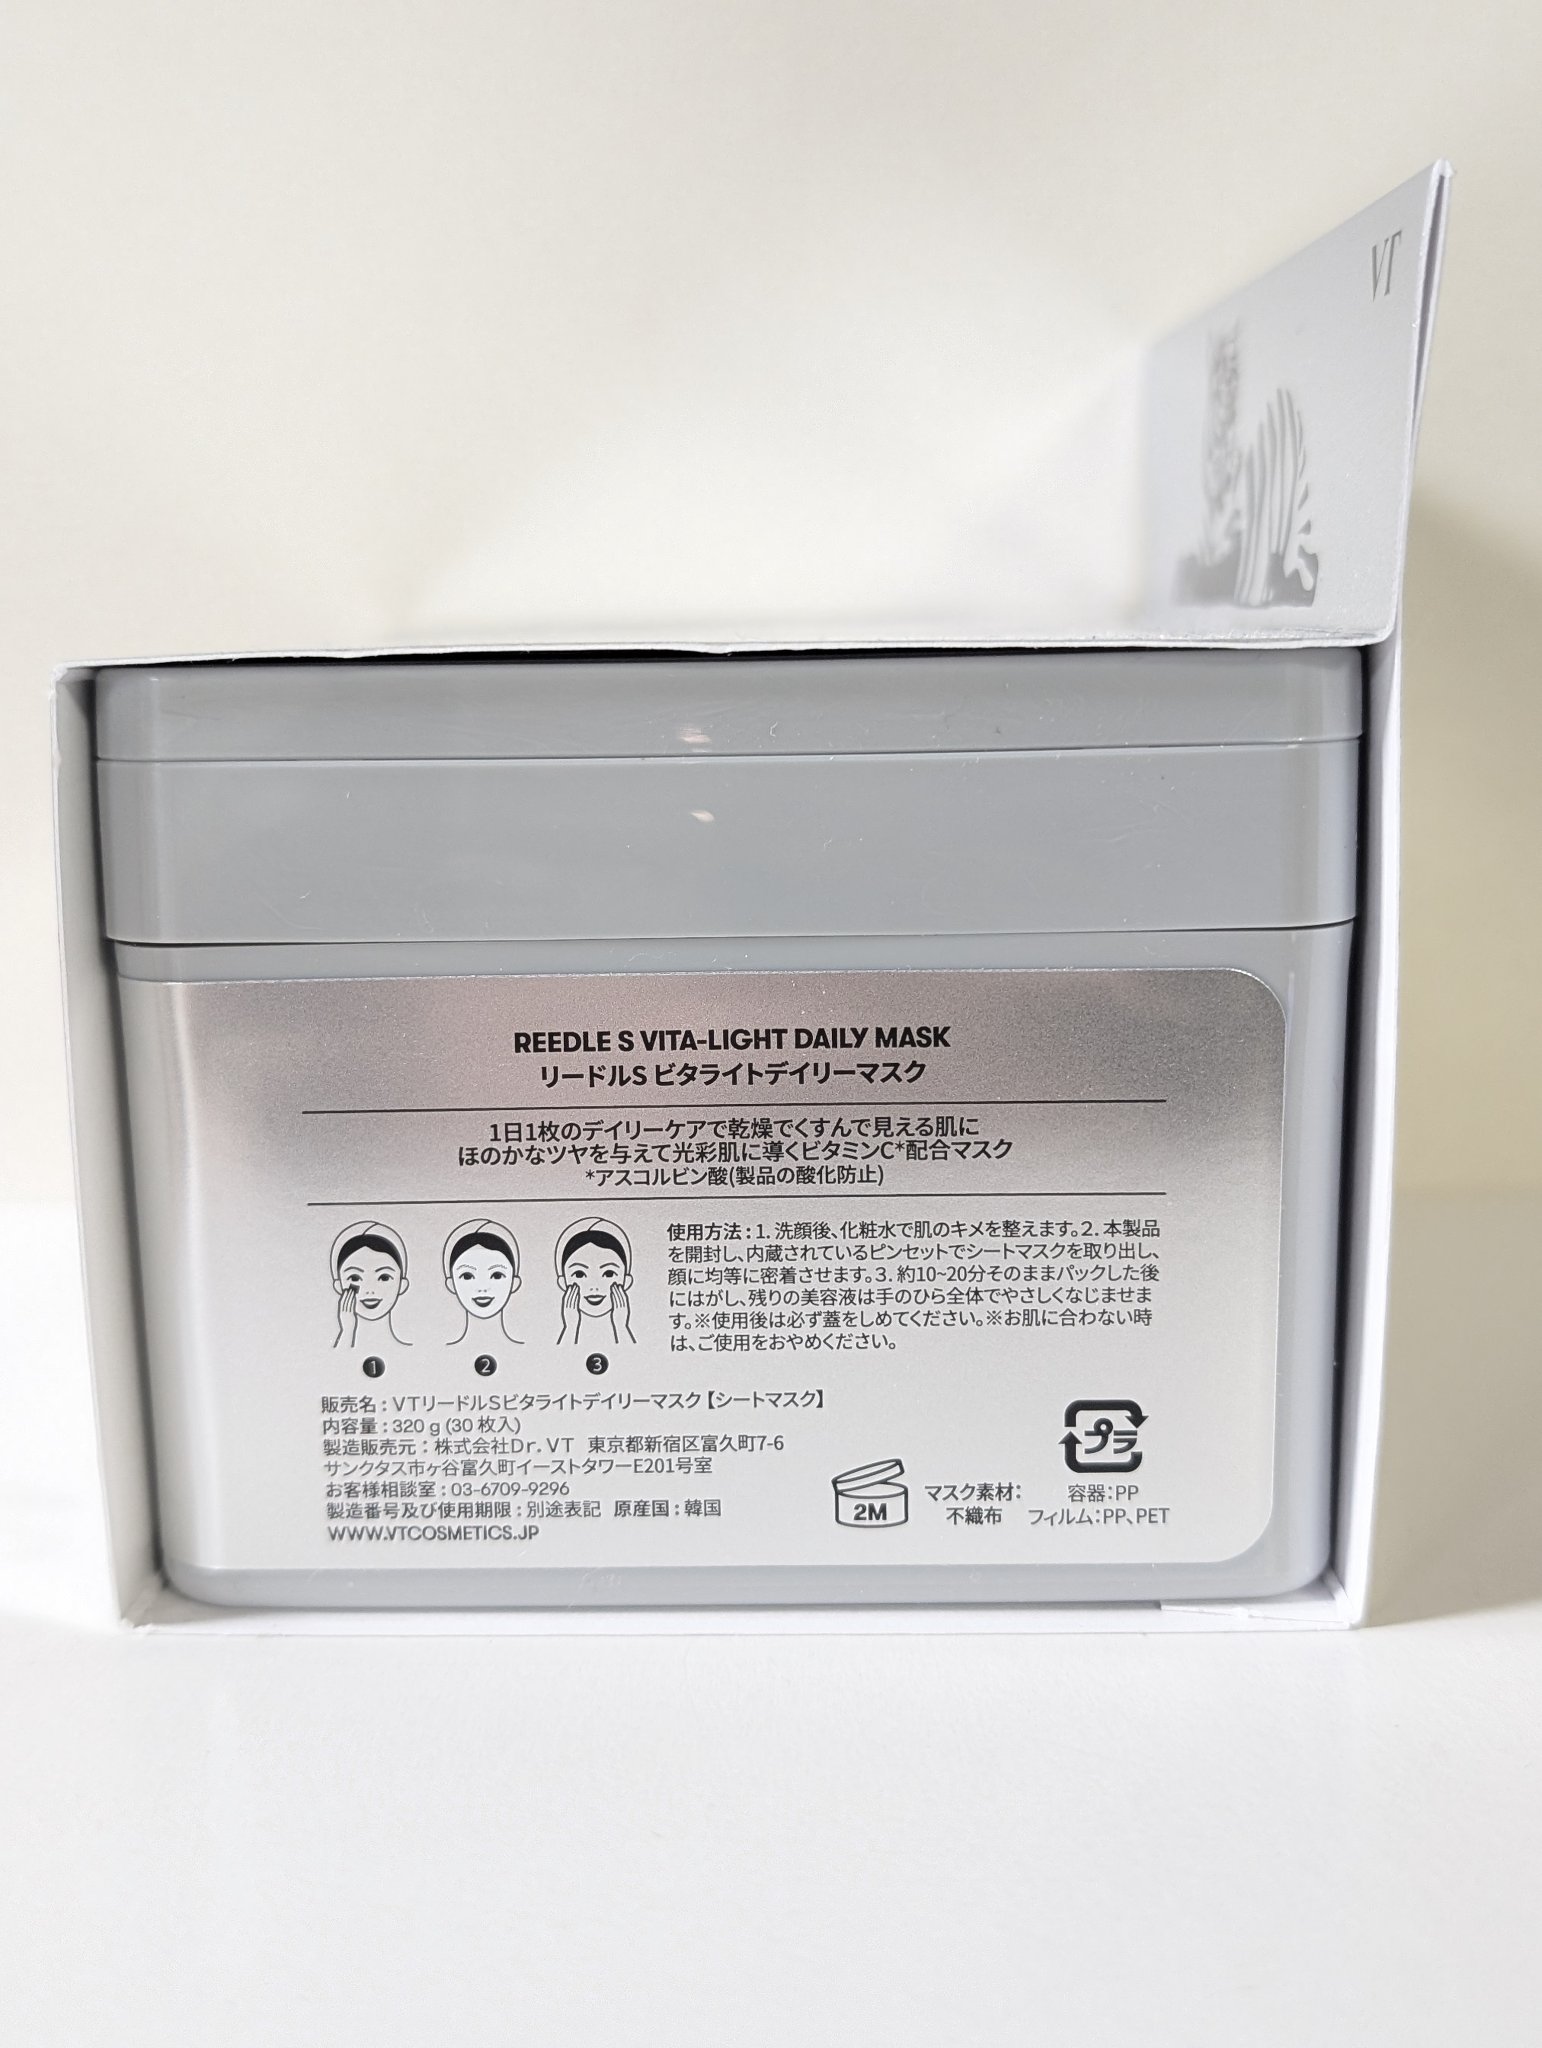 VT
REEDLE S VITA-LIGHT DAILY MASK
リードルS ビタライトデイリーマスク
1日1枚のデイリーケアで乾燥でくすんで見える肌に
ほのかなツヤを与えて光彩肌に導くビタミンC*配合マスク
*アスコルビン酸(製品の酸化防止)
使用方法：1. 洗顔後、化粧水で肌のキメを整えます。2. 本製品
を開封し、内蔵されているピンセットでシートマスクを取り出し、
顔に均等に密着させます。3. 約10~20分そのままパックした後
にはがし、残りの美容液は手のひら全体でやさしくなじませま
す。※使用後は必ず蓋をしめてください。※お肌に合わない時
は、ご使用をおやめください。
1 2 3
販売名：VTリードルSビタライトデイリーマスク【シートマスク】
内容量：320 g (30 枚入)
製造販売元：株式会社Dr. VT 東京都新宿区富久町7-6
サンクタス市ヶ谷富久町イーストタワーE201号室
お客様相談室：03-6709-9296
製造番号及び使用期限：別途表記 原産国：韓国
WWW.VTCOSMETICS.JP
2M
マスク素材：
不織布
プラ
容器：PP
フィルム：PP、PET